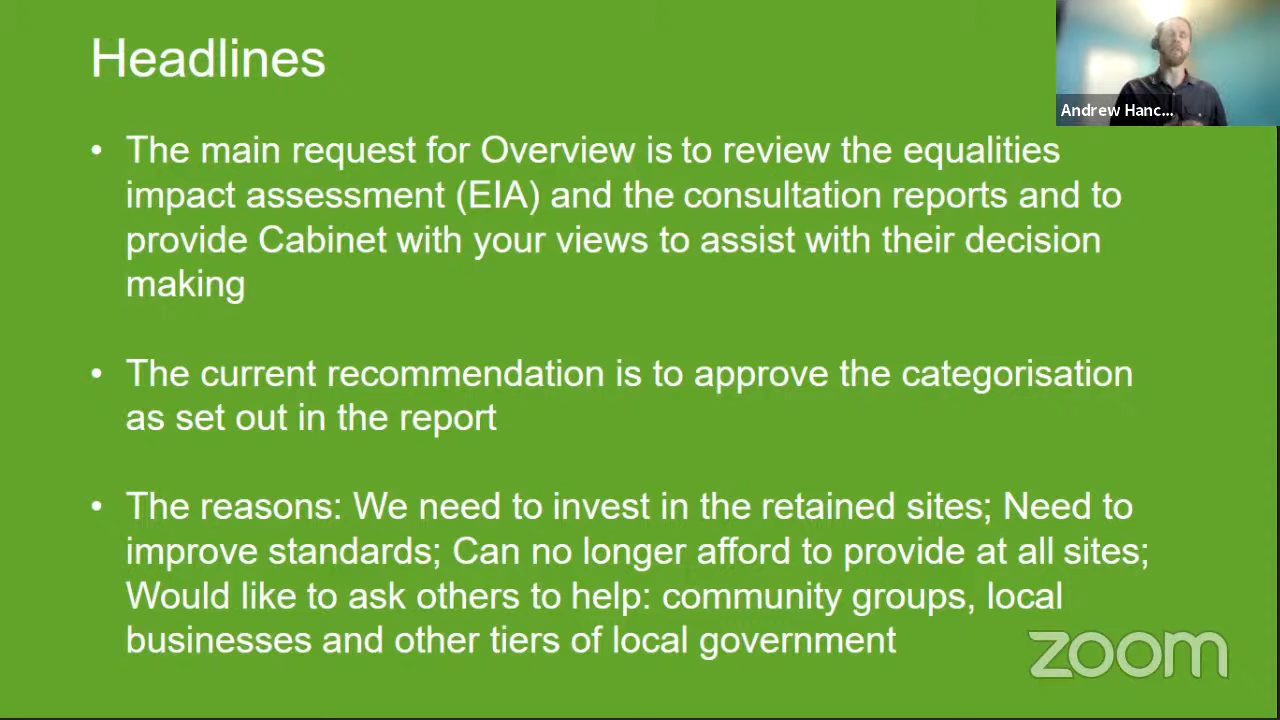 Headlines
Andrew Hanc...
• The main request for Overview is to review the equalities
impact assessment (EIA) and the consultation reports and to
provide Cabinet with your views to assist with their decision
making
• The current recommendation is to approve the categorisation
as set out in the report
• The reasons: We need to invest in the retained sites; Need to
improve standards; Can no longer afford to provide at all sites;
Would like to ask others to help: community groups, local
businesses and other tiers of local government
zoom